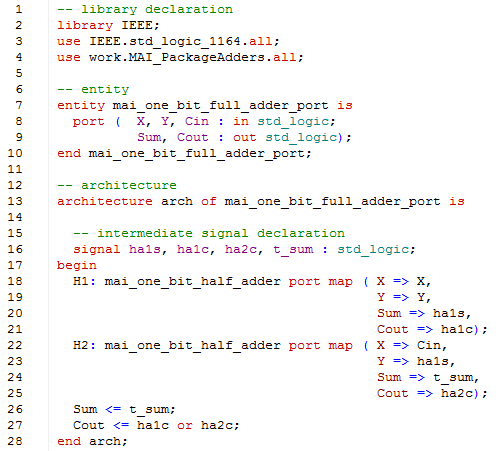 1 -- library declaration
2 library IEEE;
3 use IEEE.std_logic_1164.all;
4 use work.MAI_PackageAdders.all;
5
6 -- entity
7 entity mai_one_bit_full_adder_port is
8 port ( X, Y, Cin : in std_logic;
9 Sum, Cout : out std_logic);
10 end mai_one_bit_full_adder_port;
11
12 -- architecture
13 architecture arch of mai_one_bit_full_adder_port is
14
15 -- intermediate signal declaration
16 signal ha1s, ha1c, ha2c, t_sum : std_logic;
17 begin
18 H1: mai_one_bit_half_adder port map ( X => X,
19 Y => Y,
20 Sum => ha1s,
21 Cout => ha1c);
22 H2: mai_one_bit_half_adder port map ( X => Cin,
23 Y => ha1s,
24 Sum => t_sum,
25 Cout => ha2c);
26 Sum <= t_sum;
27 Cout <= ha1c or ha2c;
28 end arch;